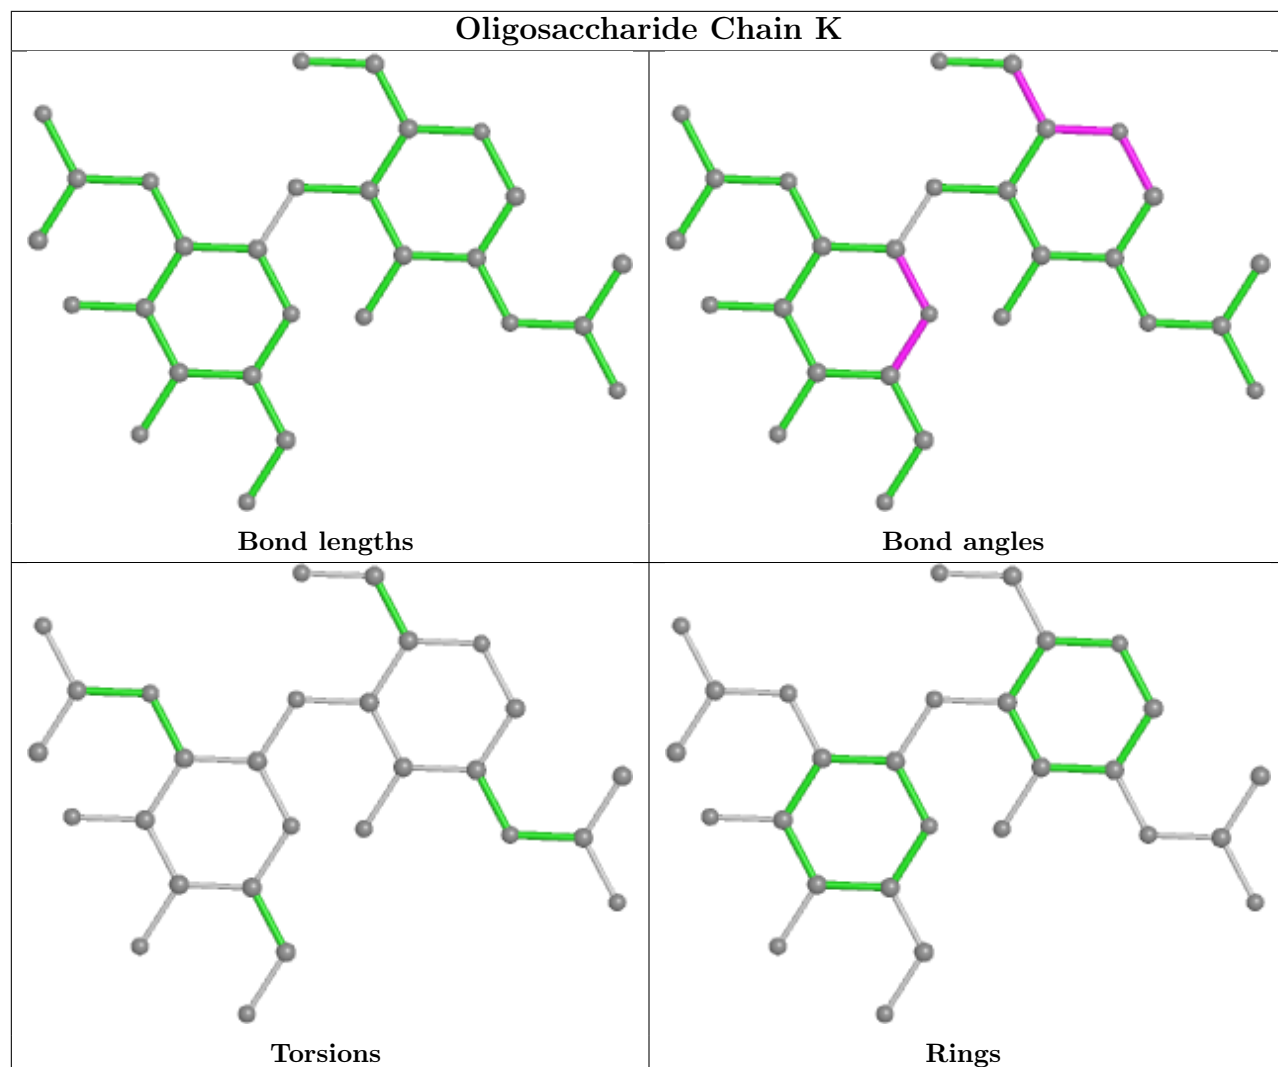 Oligosaccharide Chain K
Bond lengths
Bond angles
Torsions
Rings